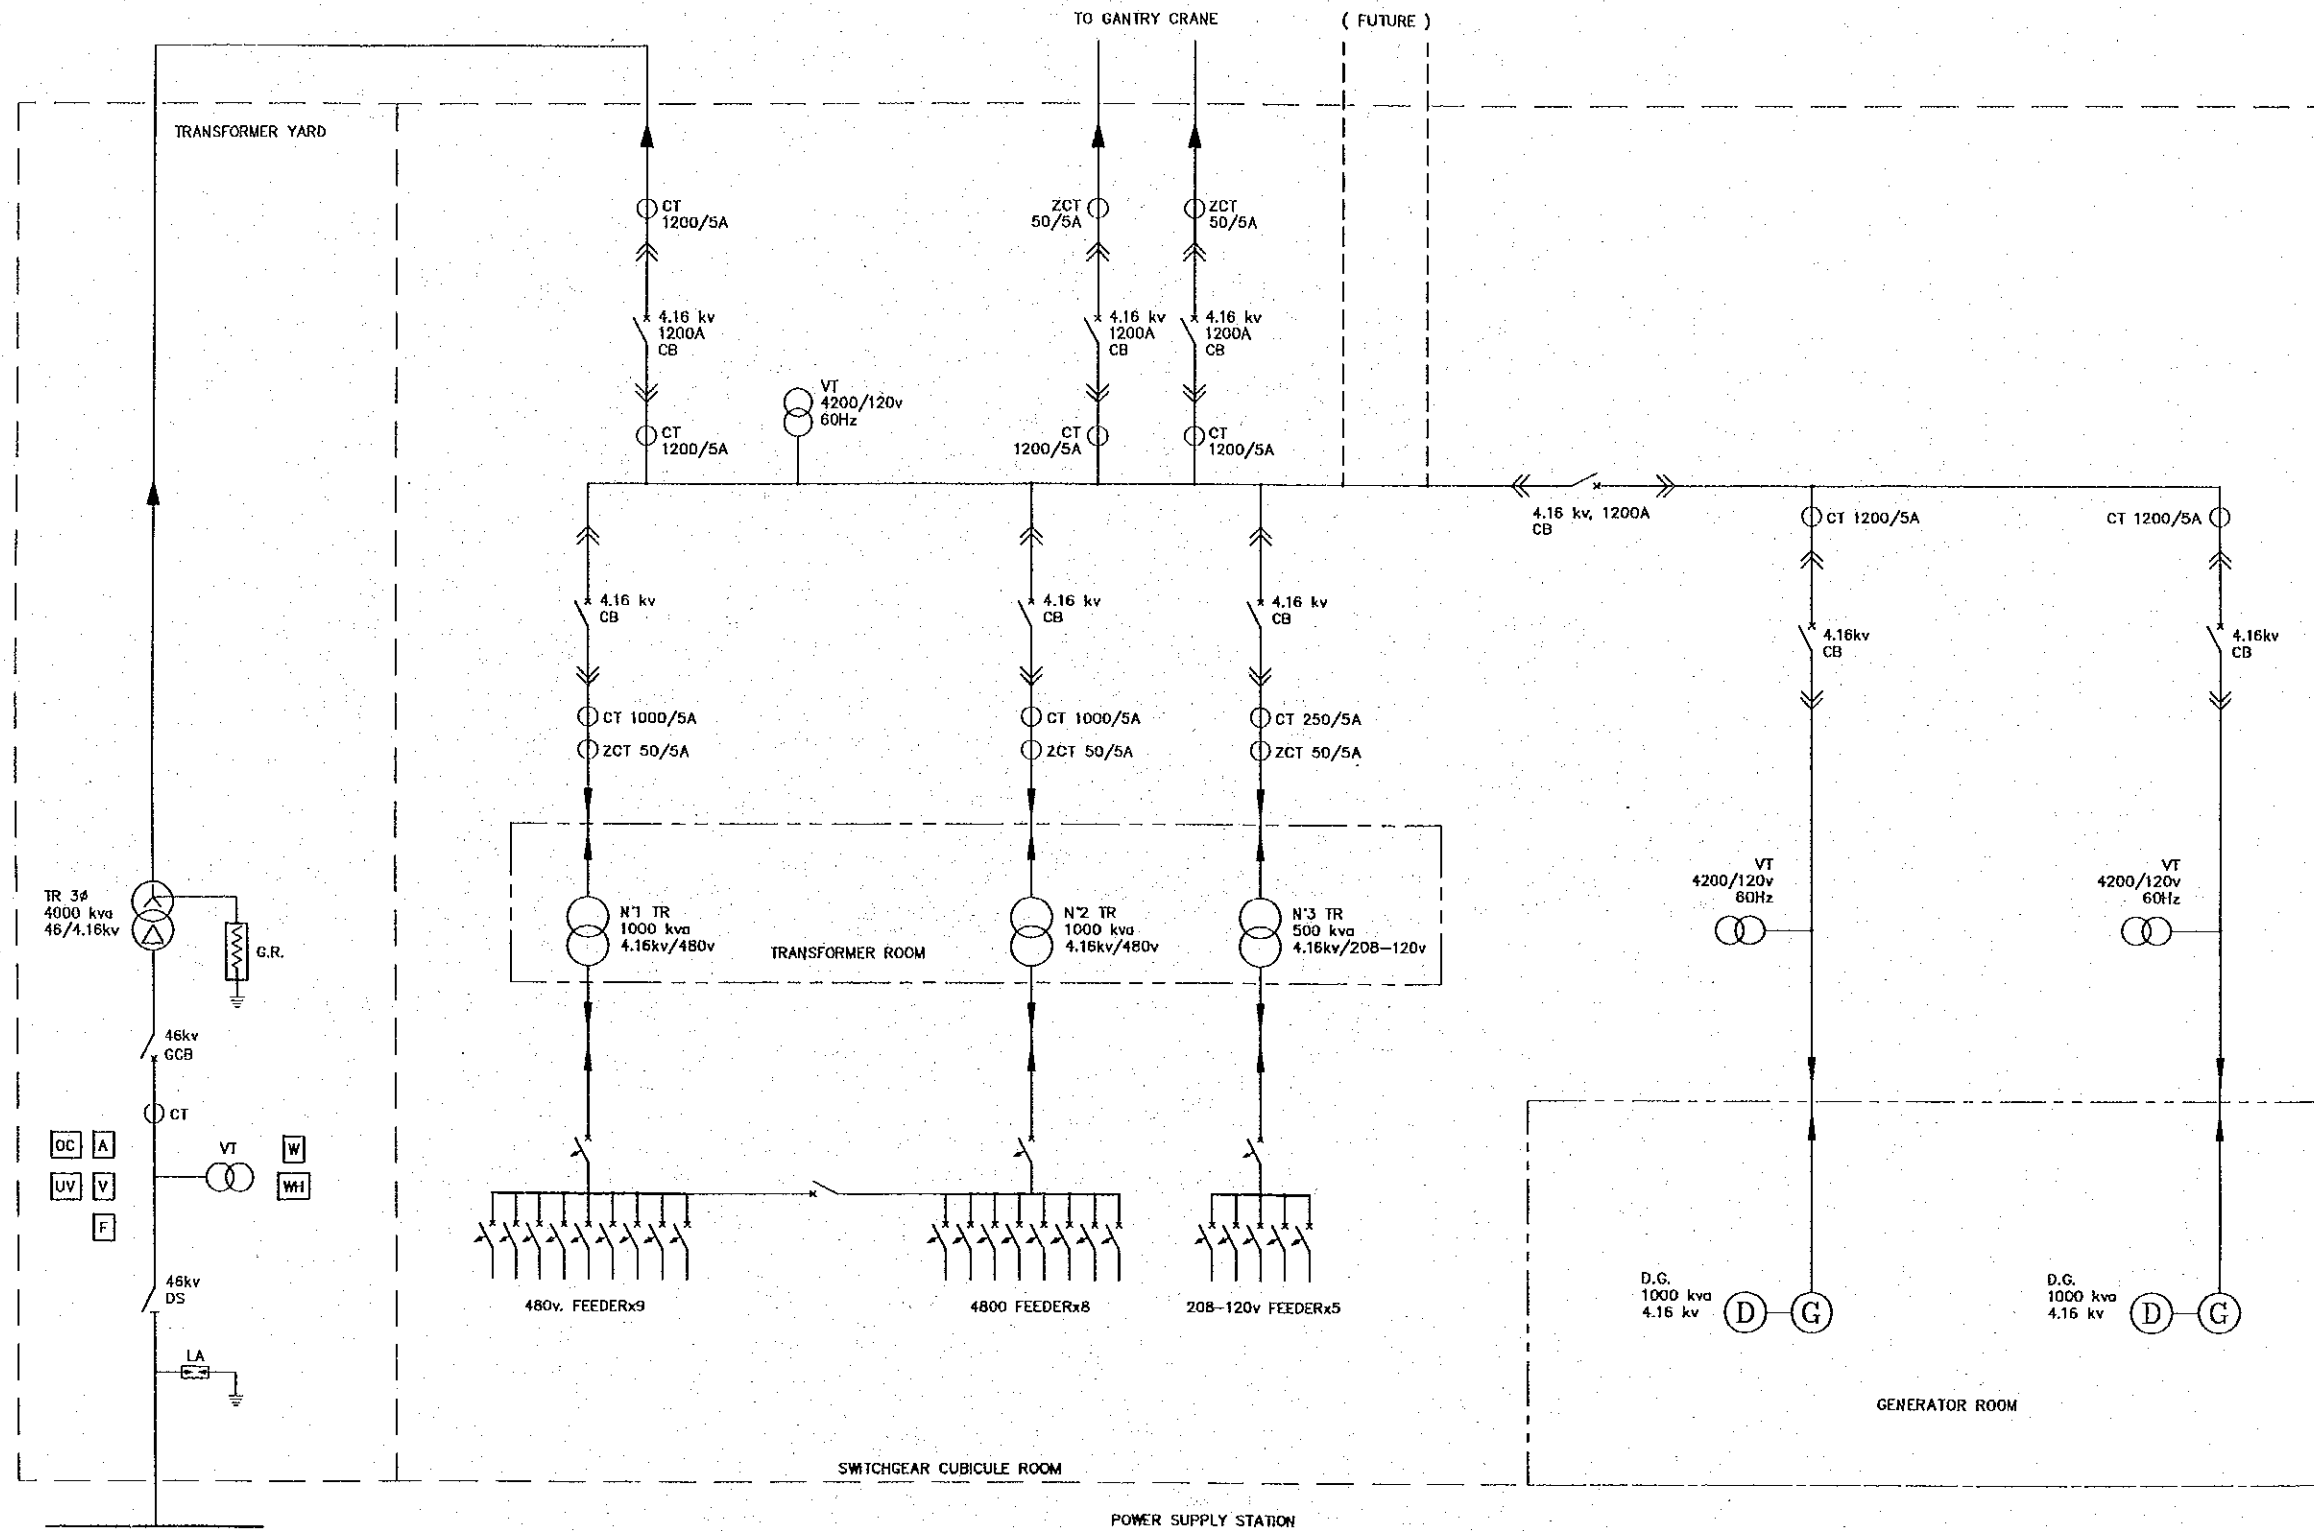 TO GANTRY CRANE
( FUTURE )
TRANSFORMER YARD
CT
1200/5A
ZCT
50/5A
ZCT
50/5A
4.16 kv
1200A
CB
4.16 kv
1200A
CB
4.16 kv
1200A
CB
VT
4200/120v
60Hz
CT
1200/5A
CT
1200/5A
CT
1200/5A
4.16 kv, 1200A
CB
CT 1200/5A
CT 1200/5A
4.16 kv
CB
4.16 kv
CB
4.16 kv
CB
4.16kv
CB
4.16kv
CB
CT 1000/5A
ZCT 50/5A
CT 1000/5A
ZCT 50/5A
CT 250/5A
ZCT 50/5A
TR 3ø
4000 kva
46/4.16kv
G.R.
N°1 TR
1000 kva
4.16kv/480v
TRANSFORMER ROOM
N°2 TR
1000 kva
4.16kv/480v
N°3 TR
500 kva
4.16kv/208-120v
VT
4200/120v
60Hz
VT
4200/120v
60Hz
46kv
GCB
CT
OC
A
VT
W
UV
V
WH
F
46kv
DS
LA
480v. FEEDERx9
4800 FEEDERx8
208-120v FEEDERx5
D.G.
1000 kva
4.16 kv
D
G
D.G.
1000 kva
4.16 kv
D
G
GENERATOR ROOM
SWITCHGEAR CUBICULE ROOM
POWER SUPPLY STATION